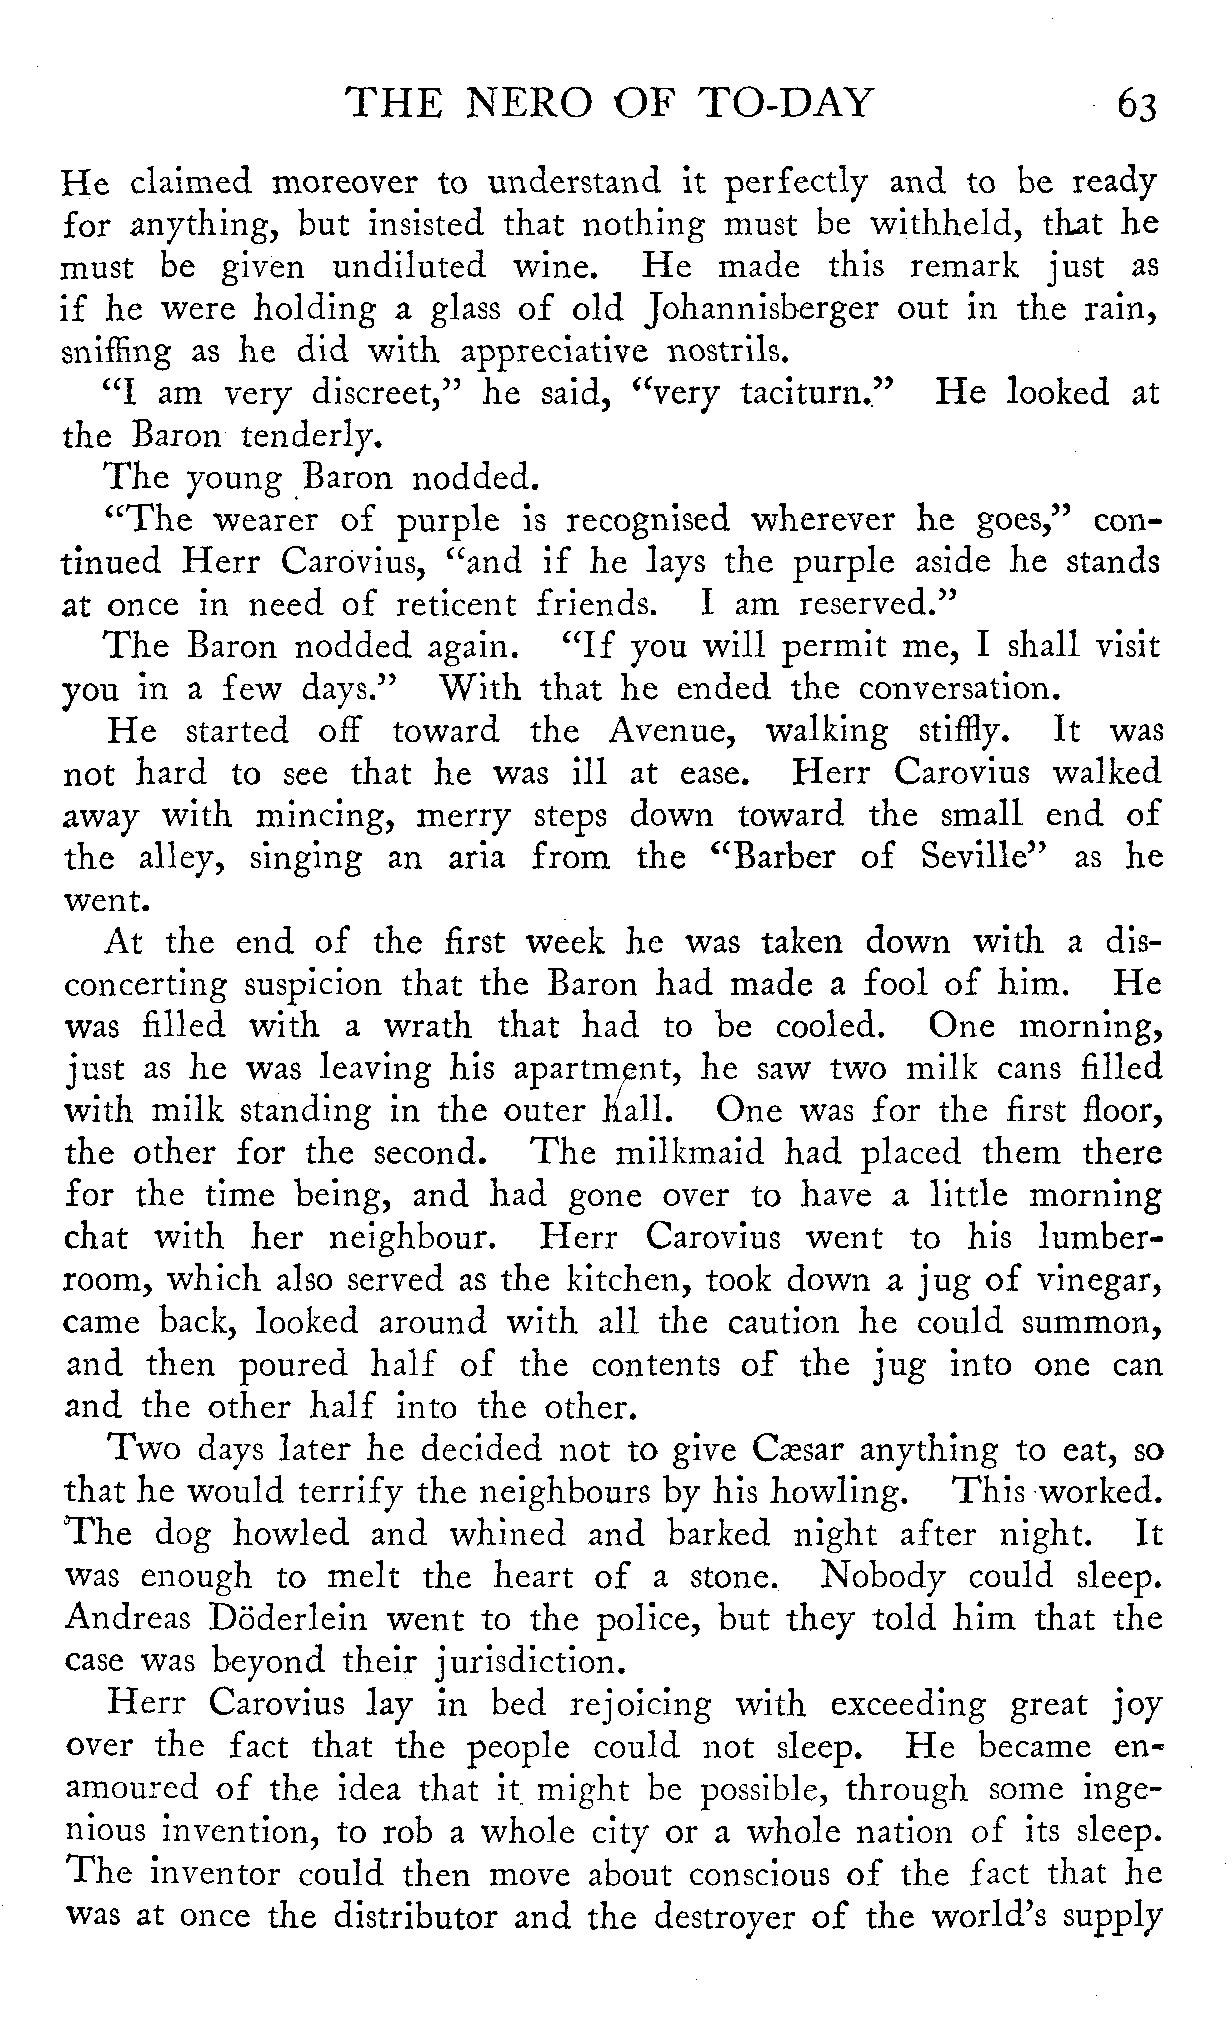 THE NERO OF TO-DAY 63
He claimed moreover to understand it perfectly and to be ready
for anything, but insisted that nothing must be withheld, that he
must be given undiluted wine. He made this remark just as
if he were holding a glass of old Johannisberger out in the rain,
sniffing as he did with appreciative nostrils.
“I am very discreet,” he said, “very taciturn.” He looked at
the Baron tenderly.
The young Baron nodded.
“The wearer of purple is recognised wherever he goes,” con-
tinued Herr Carovius, “and if he lays the purple aside he stands
at once in need of reticent friends. I am reserved.”
The Baron nodded again. “If you will permit me, I shall visit
you in a few days.” With that he ended the conversation.
He started off toward the Avenue, walking stiffly. It was
not hard to see that he was ill at ease. Herr Carovius walked
away with mincing, merry steps down toward the small end of
the alley, singing an aria from the “Barber of Seville” as he
went.
At the end of the first week he was taken down with a dis-
concerting suspicion that the Baron had made a fool of him. He
was filled with a wrath that had to be cooled. One morning,
just as he was leaving his apartment, he saw two milk cans filled
with milk standing in the outer hall. One was for the first floor,
the other for the second. The milkmaid had placed them there
for the time being, and had gone over to have a little morning
chat with her neighbour. Herr Carovius went to his lumber-
room, which also served as the kitchen, took down a jug of vinegar,
came back, looked around with all the caution he could summon,
and then poured half of the contents of the jug into one can
and the other half into the other.
Two days later he decided not to give Cæsar anything to eat, so
that he would terrify the neighbours by his howling. This worked.
The dog howled and whined and barked night after night. It
was enough to melt the heart of a stone. Nobody could sleep.
Andreas Döderlein went to the police, but they told him that the
case was beyond their jurisdiction.
Herr Carovius lay in bed rejoicing with exceeding great joy
over the fact that the people could not sleep. He became en-
amoured of the idea that it might be possible, through some inge-
nious invention, to rob a whole city or a whole nation of its sleep.
The inventor could then move about conscious of the fact that he
was at once the distributor and the destroyer of the world’s supply